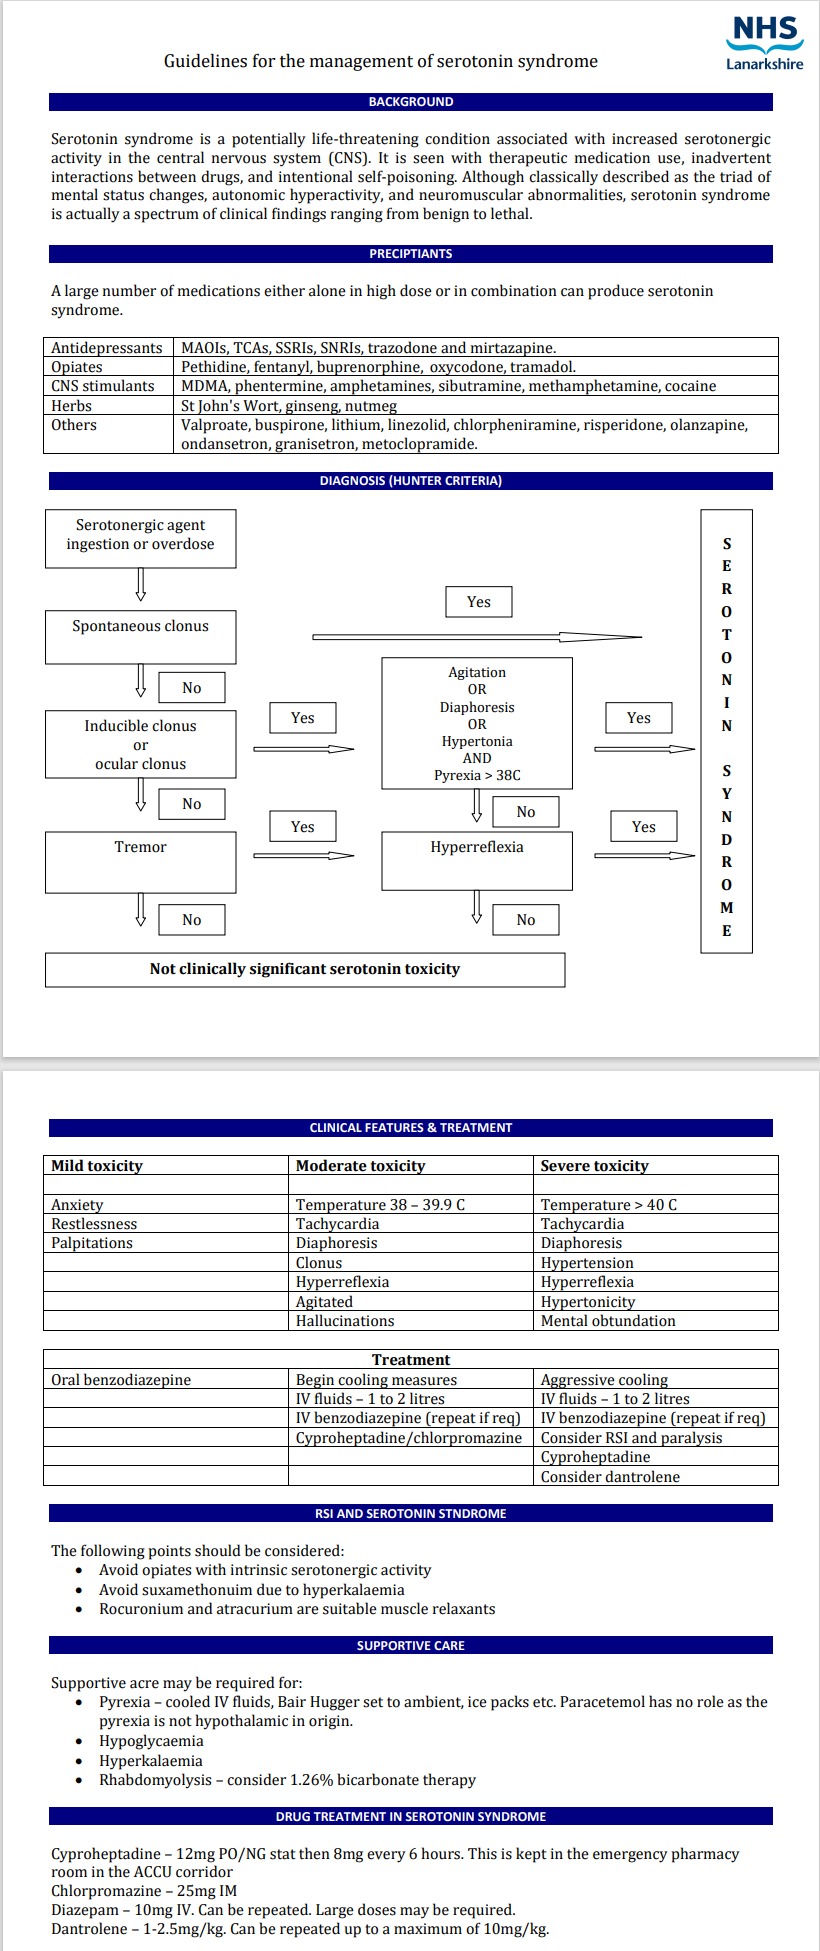 NHS
Lanarkshire
Guidelines for the management of serotonin syndrome
BACKGROUND
Serotonin syndrome is a potentially life-threatening condition associated with increased serotonergic
activity in the central nervous system (CNS). It is seen with therapeutic medication use, inadvertent
interactions between drugs, and intentional self-poisoning. Although classically described as the triad of
mental status changes, autonomic hyperactivity, and neuromuscular abnormalities, serotonin syndrome
is actually a spectrum of clinical findings ranging from benign to lethal.
PRECIPTIANTS
A large number of medications either alone in high dose or in combination can produce serotonin
syndrome.
Antidepressants MAOIs, TCAs, SSRIs, SNRIs, trazodone and mirtazapine.
Opiates Pethidine, fentanyl, buprenorphine, oxycodone, tramadol.
CNS stimulants MDMA, phentermine, amphetamines, sibutramine, methamphetamine, cocaine
Herbs St John's Wort, ginseng, nutmeg
Others Valproate, buspirone, lithium, linezolid, chlorpheniramine, risperidone, olanzapine,
ondansetron, granisetron, metoclopramide.
DIAGNOSIS (HUNTER CRITERIA)
Serotonergic agent
ingestion or overdose
Yes
Spontaneous clonus
No
Inducible clonus
or
ocular clonus
Yes
Agitation
OR
Diaphoresis
OR
Hypertonia
AND
Pyrexia > 38C
Yes
No
No
Tremor
Yes
Hyperreflexia
Yes
No
No
S
E
R
O
T
O
N
I
N
S
Y
N
D
R
O
M
E
Not clinically significant serotonin toxicity
CLINICAL FEATURES & TREATMENT
Mild toxicity Moderate toxicity Severe toxicity
Anxiety Temperature 38 – 39.9 C Temperature > 40 C
Restlessness Tachycardia Tachycardia
Palpitations Diaphoresis Diaphoresis
Clonus Hypertension
Hyperreflexia Hyperreflexia
Agitated Hypertonicity
Hallucinations Mental obtundation
Treatment
Oral benzodiazepine Begin cooling measures Aggressive cooling
IV fluids – 1 to 2 litres IV fluids – 1 to 2 litres
IV benzodiazepine (repeat if req) IV benzodiazepine (repeat if req)
Cyproheptadine/chlorpromazine Consider RSI and paralysis
Cyproheptadine
Consider dantrolene
RSI AND SEROTONIN STNDROME
The following points should be considered:
• Avoid opiates with intrinsic serotonergic activity
• Avoid suxamethonuim due to hyperkalaemia
• Rocuronium and atracurium are suitable muscle relaxants
SUPPORTIVE CARE
Supportive acre may be required for:
• Pyrexia – cooled IV fluids, Bair Hugger set to ambient, ice packs etc. Paracetemol has no role as the
pyrexia is not hypothalamic in origin.
• Hypoglycaemia
• Hyperkalaemia
• Rhabdomyolysis – consider 1.26% bicarbonate therapy
DRUG TREATMENT IN SEROTONIN SYNDROME
Cyproheptadine – 12mg PO/NG stat then 8mg every 6 hours. This is kept in the emergency pharmacy
room in the ACCU corridor
Chlorpromazine – 25mg IM
Diazepam – 10mg IV. Can be repeated. Large doses may be required.
Dantrolene – 1-2.5mg/kg. Can be repeated up to a maximum of 10mg/kg.